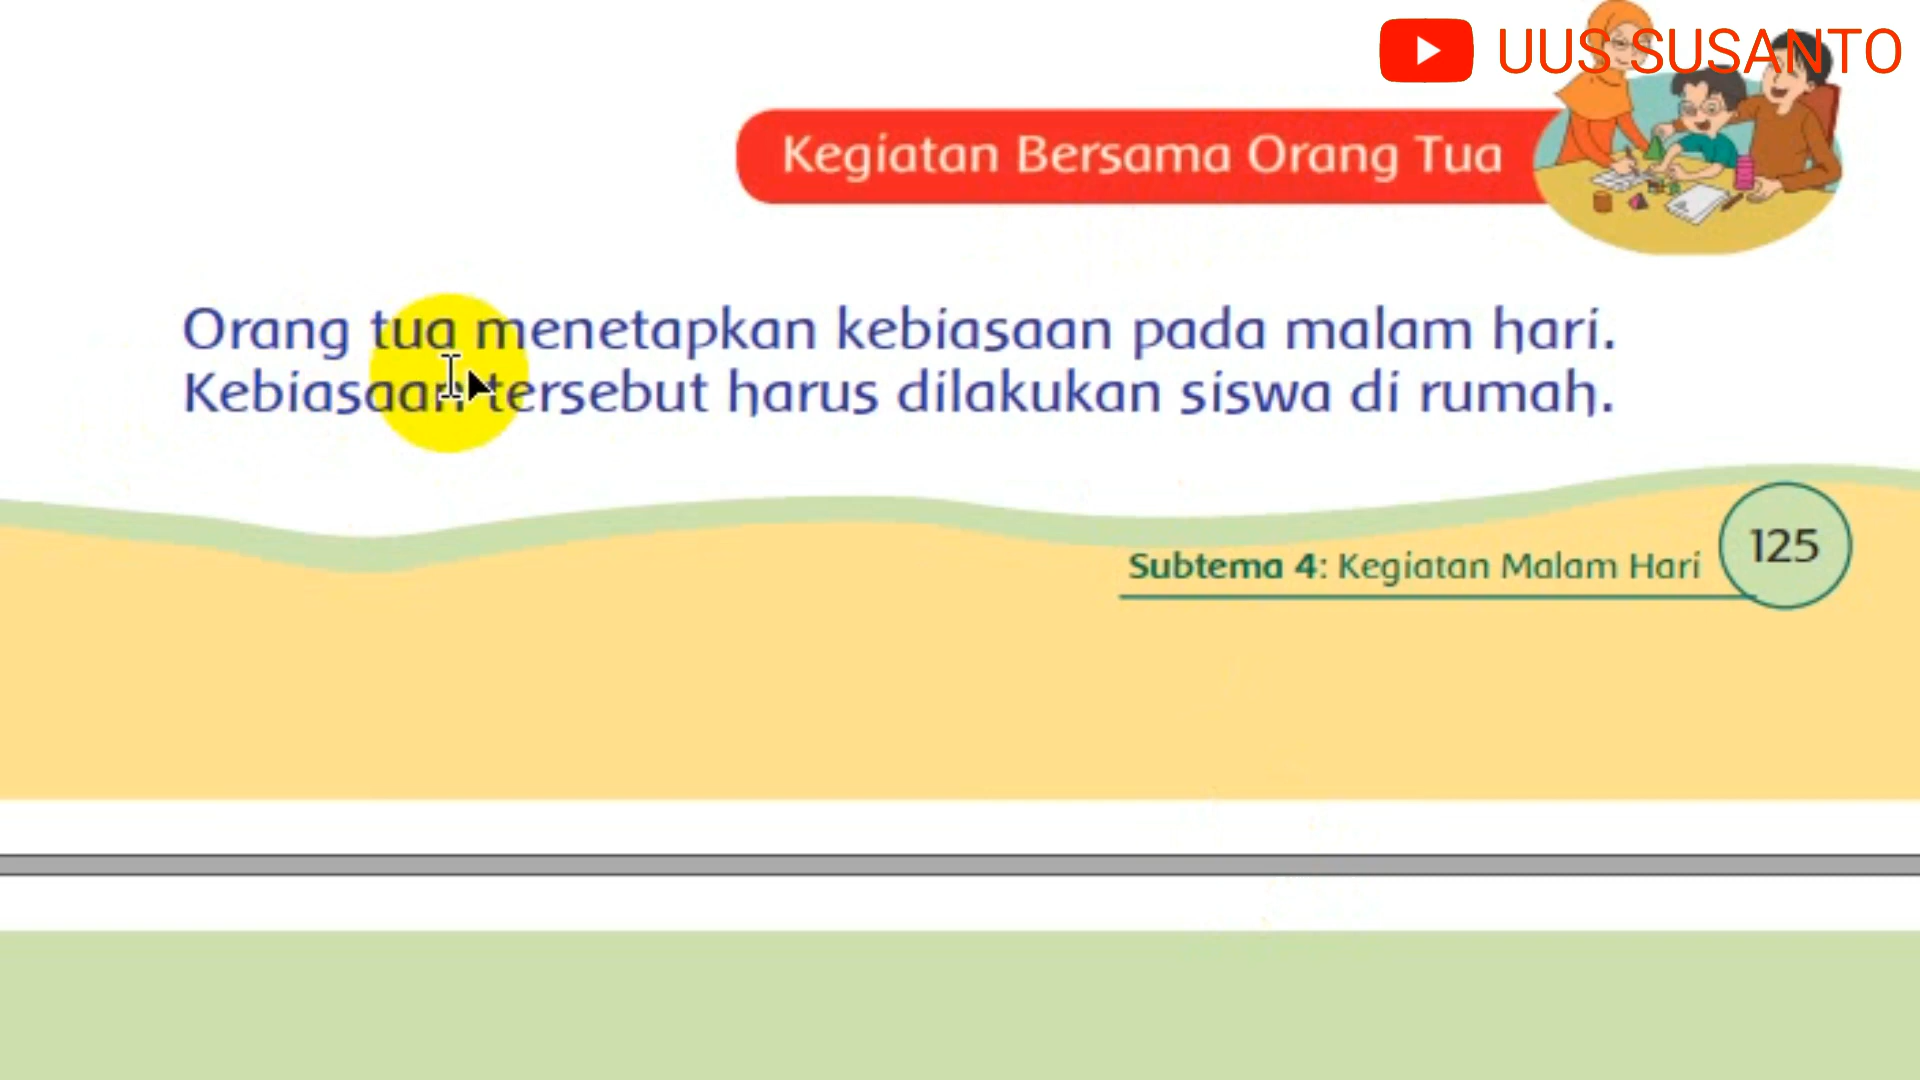 UUS SUSANTO
Kegiatan Bersama Orang Tua
Orang tua menetapkan kebiasaan pada malam hari.
Kebiasaan tersebut harus dilakukan siswa di rumah.
Subtema 4: Kegiatan Malam Hari
125